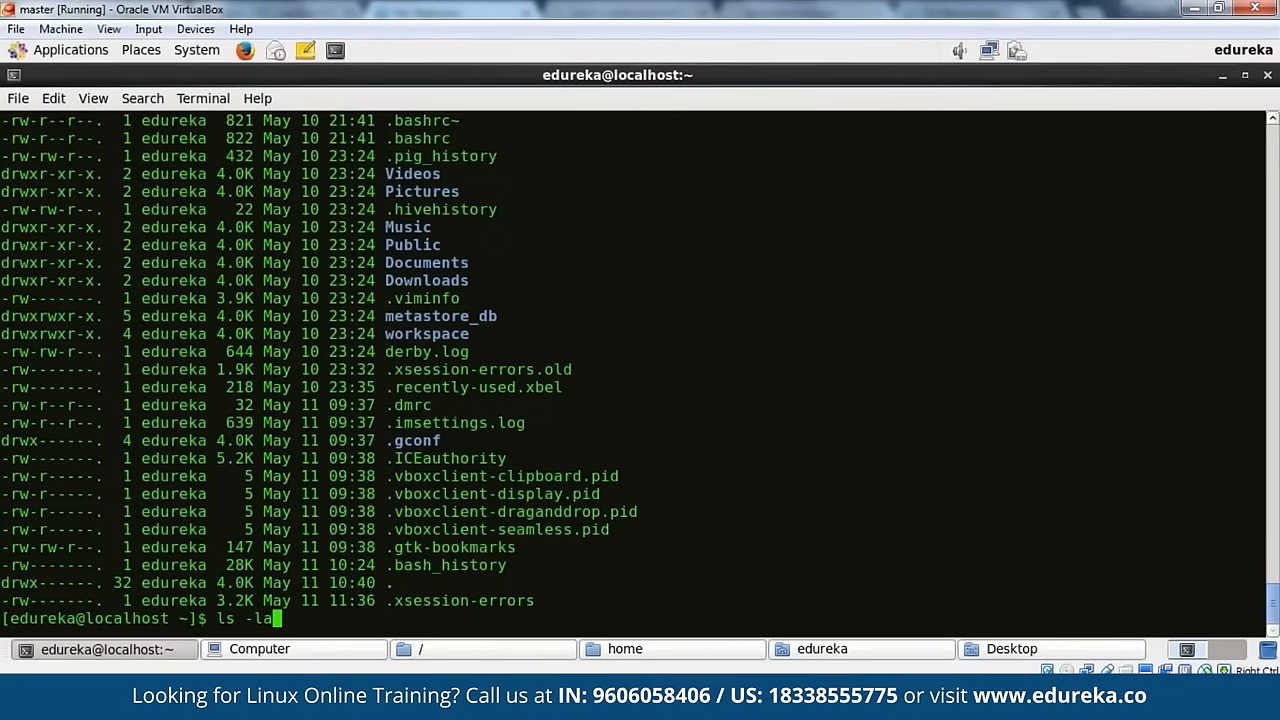 master [Running] - Oracle VM VirtualBox
File Machine View Input Devices Help
Applications Places System edureka
edureka@localhost:~
File Edit View Search Terminal Help
-rw-r--r--. 1 edureka 821 May 10 21:41 .bashrc~
-rw-r--r--. 1 edureka 822 May 10 21:41 .bashrc
-rw-rw-r--. 1 edureka 432 May 10 23:24 .pig_history
drwxr-xr-x. 2 edureka 4.0K May 10 23:24 Videos
drwxr-xr-x. 2 edureka 4.0K May 10 23:24 Pictures
-rw-rw-r--. 1 edureka 22 May 10 23:24 .hivehistory
drwxr-xr-x. 2 edureka 4.0K May 10 23:24 Music
drwxr-xr-x. 2 edureka 4.0K May 10 23:24 Public
drwxr-xr-x. 2 edureka 4.0K May 10 23:24 Documents
drwxr-xr-x. 2 edureka 4.0K May 10 23:24 Downloads
-rw-------. 1 edureka 3.9K May 10 23:24 .viminfo
drwxrwxr-x. 5 edureka 4.0K May 10 23:24 metastore_db
drwxrwxr-x. 4 edureka 4.0K May 10 23:24 workspace
-rw-rw-r--. 1 edureka 644 May 10 23:24 derby.log
-rw-------. 1 edureka 1.9K May 10 23:32 .xsession-errors.old
-rw-------. 1 edureka 218 May 10 23:35 .recently-used.xbel
-rw-r--r--. 1 edureka 32 May 11 09:37 .dmrc
-rw-rw-r--. 1 edureka 639 May 11 09:37 .imsettings.log
drwx------. 4 edureka 4.0K May 11 09:37 .gconf
-rw-------. 1 edureka 5.2K May 11 09:38 .ICEauthority
-rw-r-----. 1 edureka 5 May 11 09:38 .vboxclient-clipboard.pid
-rw-r-----. 1 edureka 5 May 11 09:38 .vboxclient-display.pid
-rw-r-----. 1 edureka 5 May 11 09:38 .vboxclient-draganddrop.pid
-rw-r-----. 1 edureka 5 May 11 09:38 .vboxclient-seamless.pid
-rw-rw-r--. 1 edureka 147 May 11 09:38 .gtk-bookmarks
-rw-------. 1 edureka 28K May 11 10:24 .bash_history
drwx------. 32 edureka 4.0K May 11 10:40 .
-rw-------. 1 edureka 3.2K May 11 11:36 .xsession-errors
[edureka@localhost ~]$ ls -la
edureka@localhost:~ Computer / home edureka Desktop
Right Ctrl
Looking for Linux Online Training? Call us at IN: 9606058406 / US: 18338555775 or visit www.edureka.co